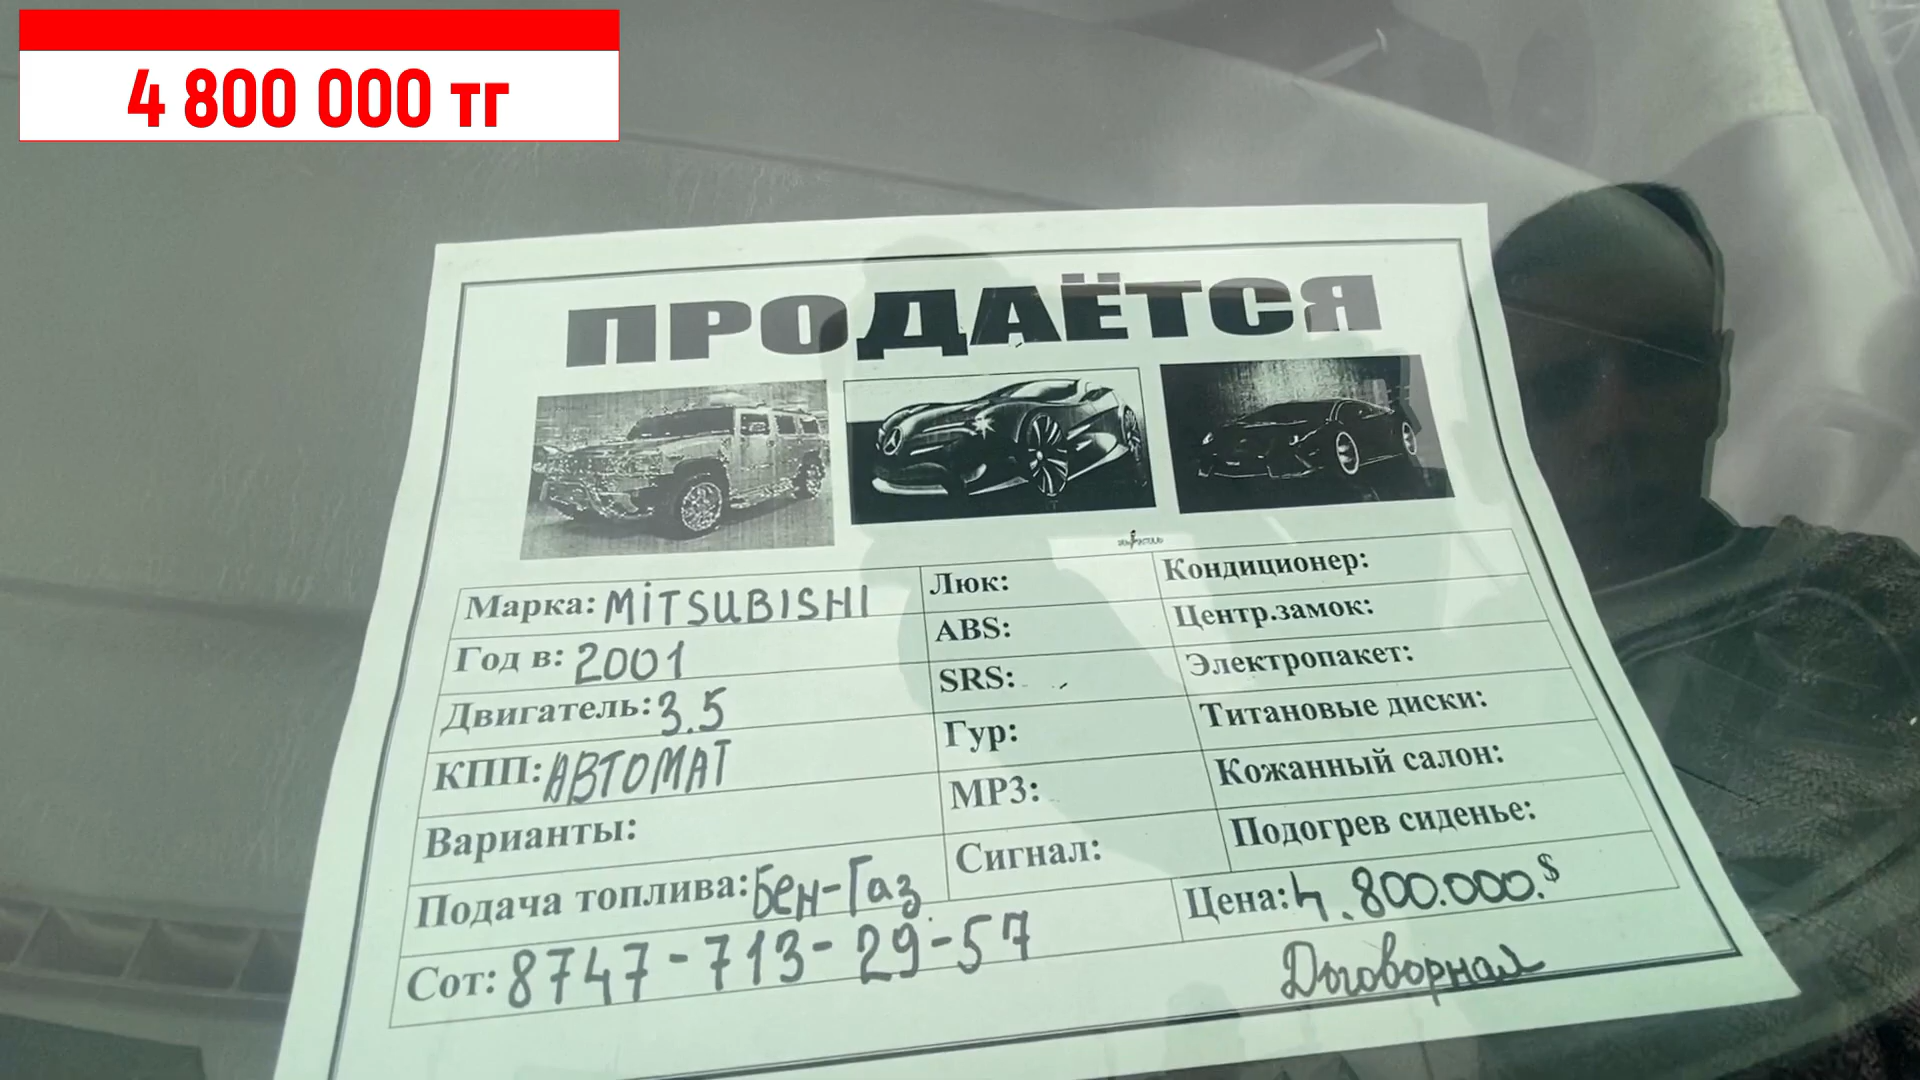 4 800 000 тг
ПРОДАЁТСЯ
Марка: MITSUBISHI
Люк:
Кондиционер:
Год в: 2001
ABS:
Центр.замок:
Двигатель: 3.5
SRS:
Электропакет:
КПП: АВТОМАТ
Гур:
Титановые диски:
Варианты:
MP3:
Кожанный салон:
Подача топлива: Бен-Газ
Сигнал:
Подогрев сиденье:
Сот: 8747-713-29-57
Цена: 4.800.000.$
Договорная